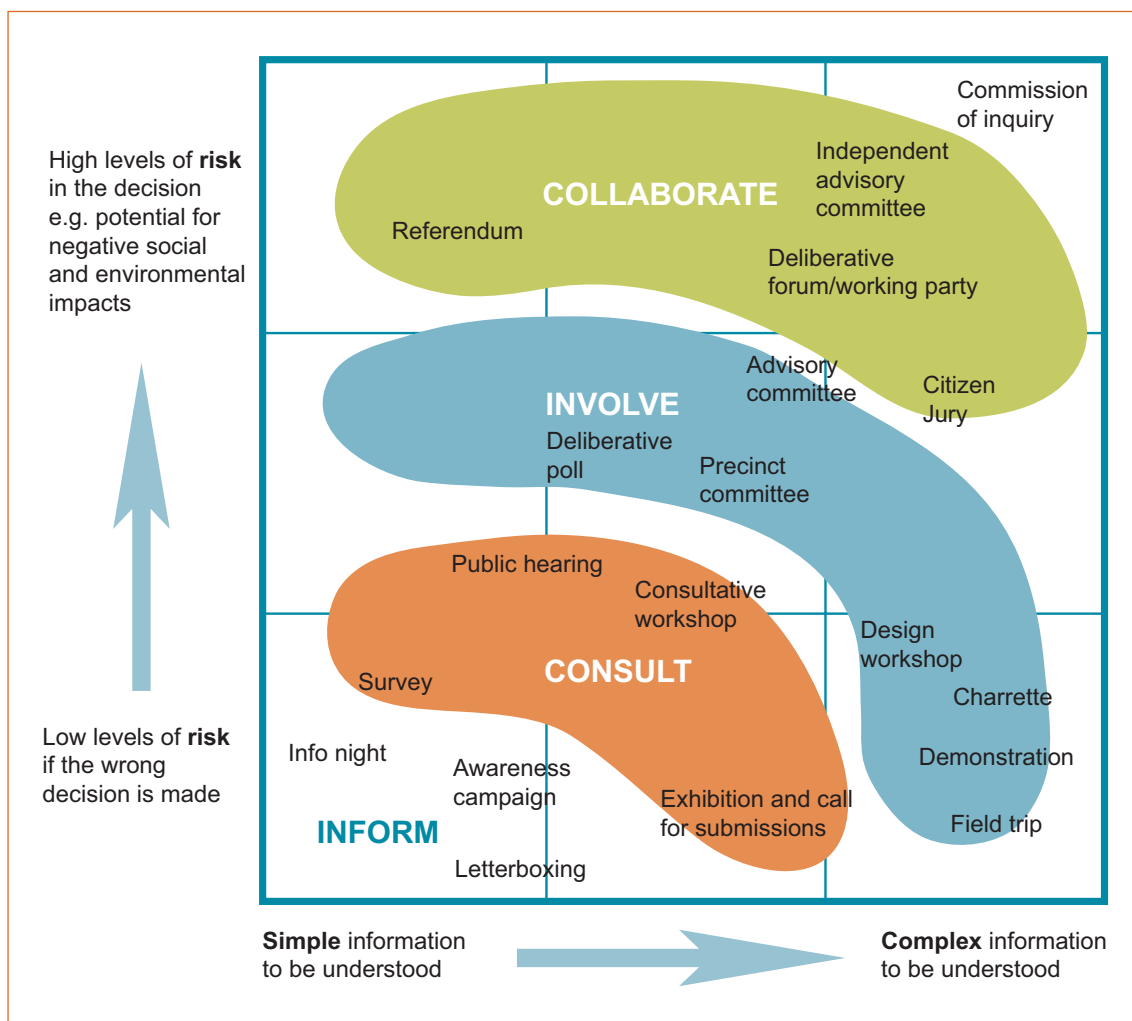 Commission
of inquiry
High levels of risk
in the decision
e.g. potential for
negative social
and environmental
impacts
Independent
advisory
committee
COLLABORATE
Referendum
Deliberative
forum/working party
Advisory
committee
Citizen
Jury
INVOLVE
Deliberative
poll
Precinct
committee
Public hearing
Consultative
workshop
Design
workshop
CONSULT
Survey
Charrette
Low levels of risk
if the wrong
decision is made
Info night
Awareness
campaign
Demonstration
Exhibition and call
for submissions
Field trip
INFORM
Letterboxing
Simple information
to be understood
Complex information
to be understood